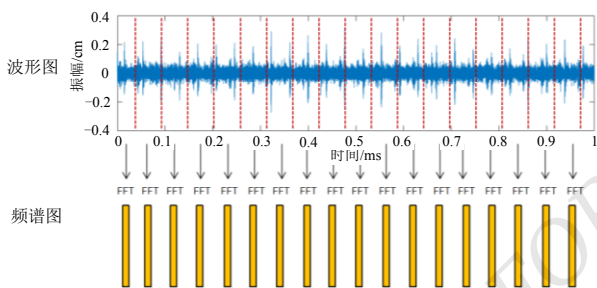 0.4
0.2
0
−0.2
−0.4
振幅/cm
波形图
0 0.1 0.2 0.3 0.4 0.5 0.6 0.7 0.8 0.9 1
时间/ms
FFT FFT FFT FFT FFT FFT FFT FFT FFT FFT FFT FFT FFT FFT FFT FFT FFT FFT
频谱图